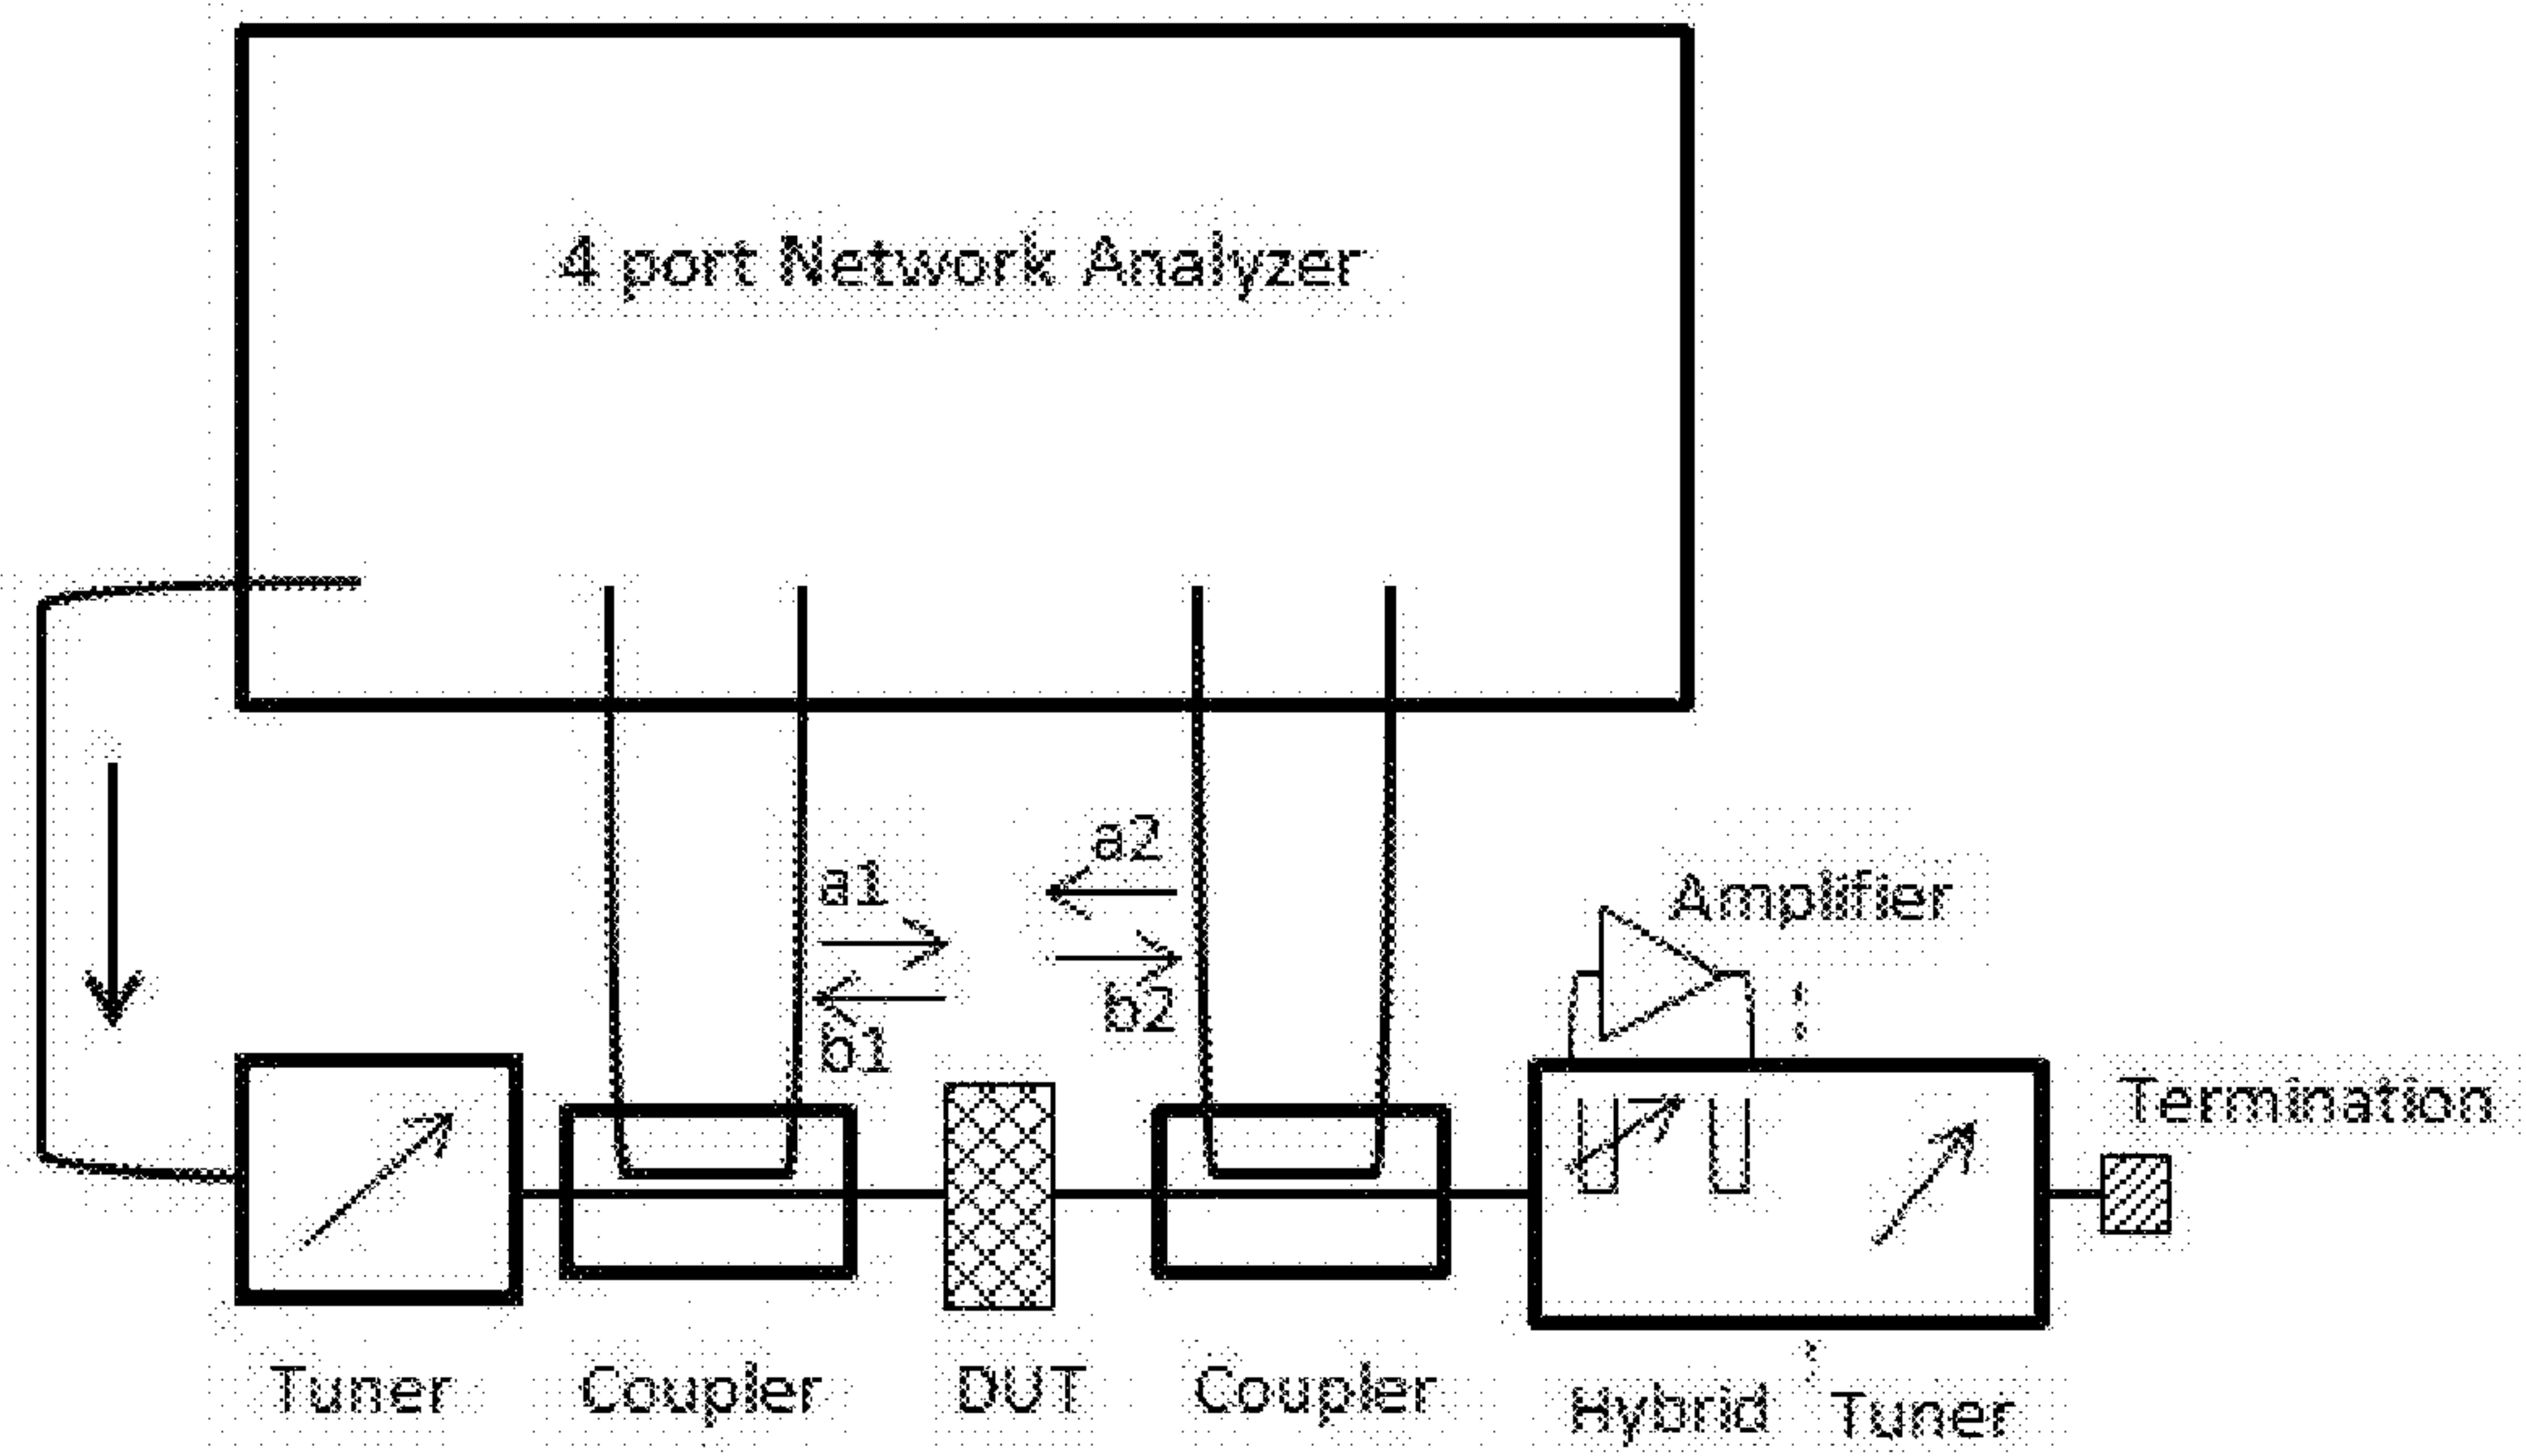 4 port Network Analyzer
a2
a1
Amplifier
b2
b1
Termination
Tuner
Coupler
DUT
Coupler
Hybrid Tuner